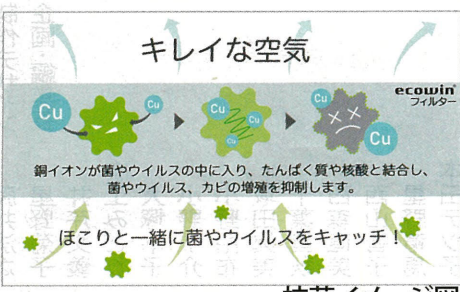 キレイな空気
ecowin
フィルター
Cu
Cu
Cu
Cu
Cu
Cu
Cu
銅イオンが菌やウイルスの中に入り、たんぱく質や核酸と結合し、
菌やウイルス、カビの増殖を抑制します。
ほこりと一緒に菌やウイルスをキャッチ！